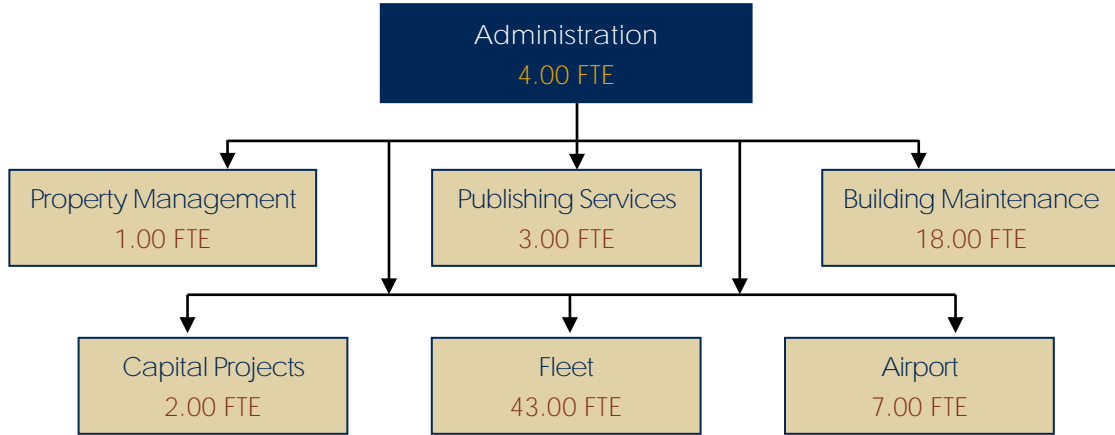 Administration
4.00 FTE
Property Management
1.00 FTE
Publishing Services
3.00 FTE
Building Maintenance
18.00 FTE
Capital Projects
2.00 FTE
Fleet
43.00 FTE
Airport
7.00 FTE